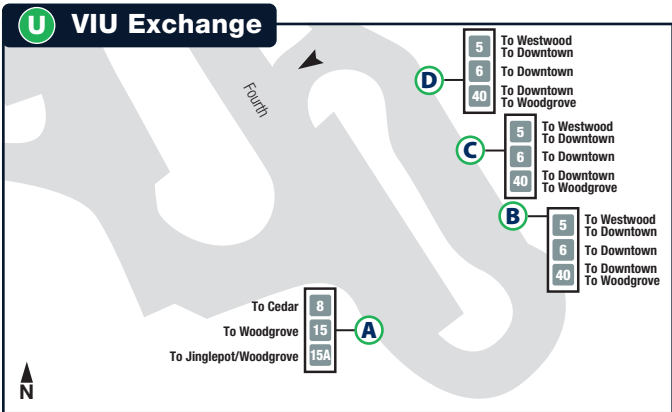 U VIU Exchange
Fourth
D
5
To Westwood
To Downtown
6
To Downtown
40
To Downtown
To Woodgrove
C
5
To Westwood
To Downtown
6
To Downtown
40
To Downtown
To Woodgrove
B
5
To Westwood
To Downtown
6
To Downtown
40
To Downtown
To Woodgrove
To Cedar 8
To Woodgrove 15
To Jinglepot/Woodgrove 15A
A
N